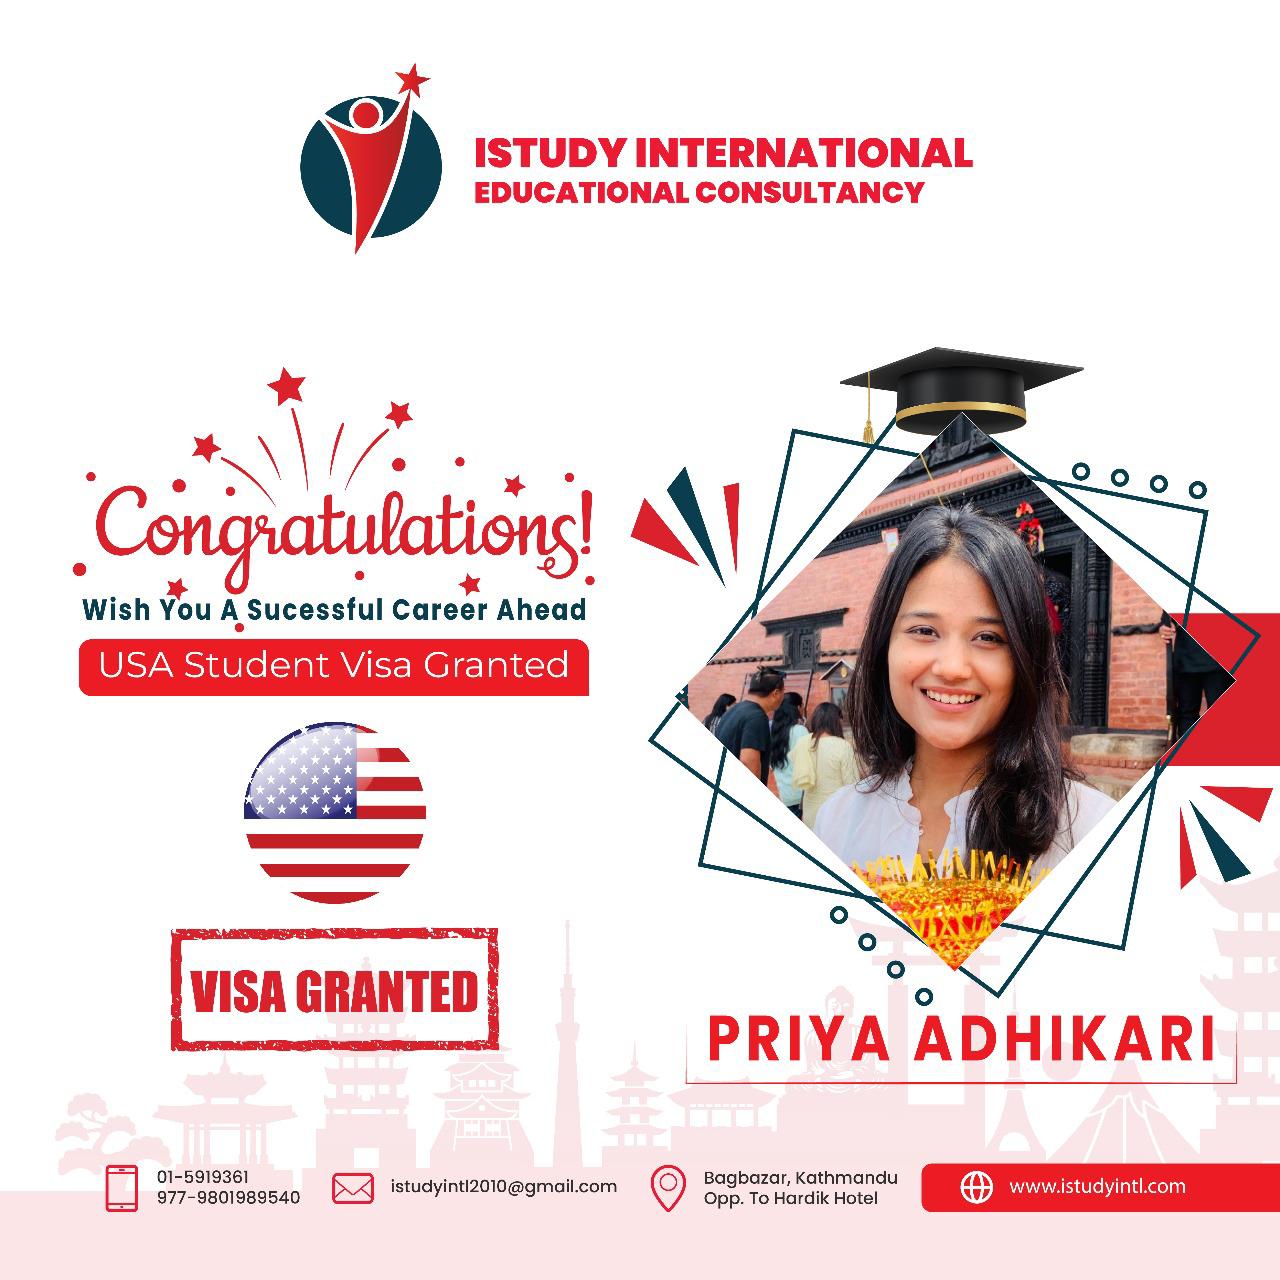 ISTUDY INTERNATIONAL
EDUCATIONAL CONSULTANCY
Congratulations!
Wish You A Sucessful Career Ahead
USA Student Visa Granted
VISA GRANTED
PRIYA ADHIKARI
01-5919361
977-9801989540
istudyintl2010@gmail.com
Bagbazar, Kathmandu
Opp. To Hardik Hotel
www.istudyintl.com